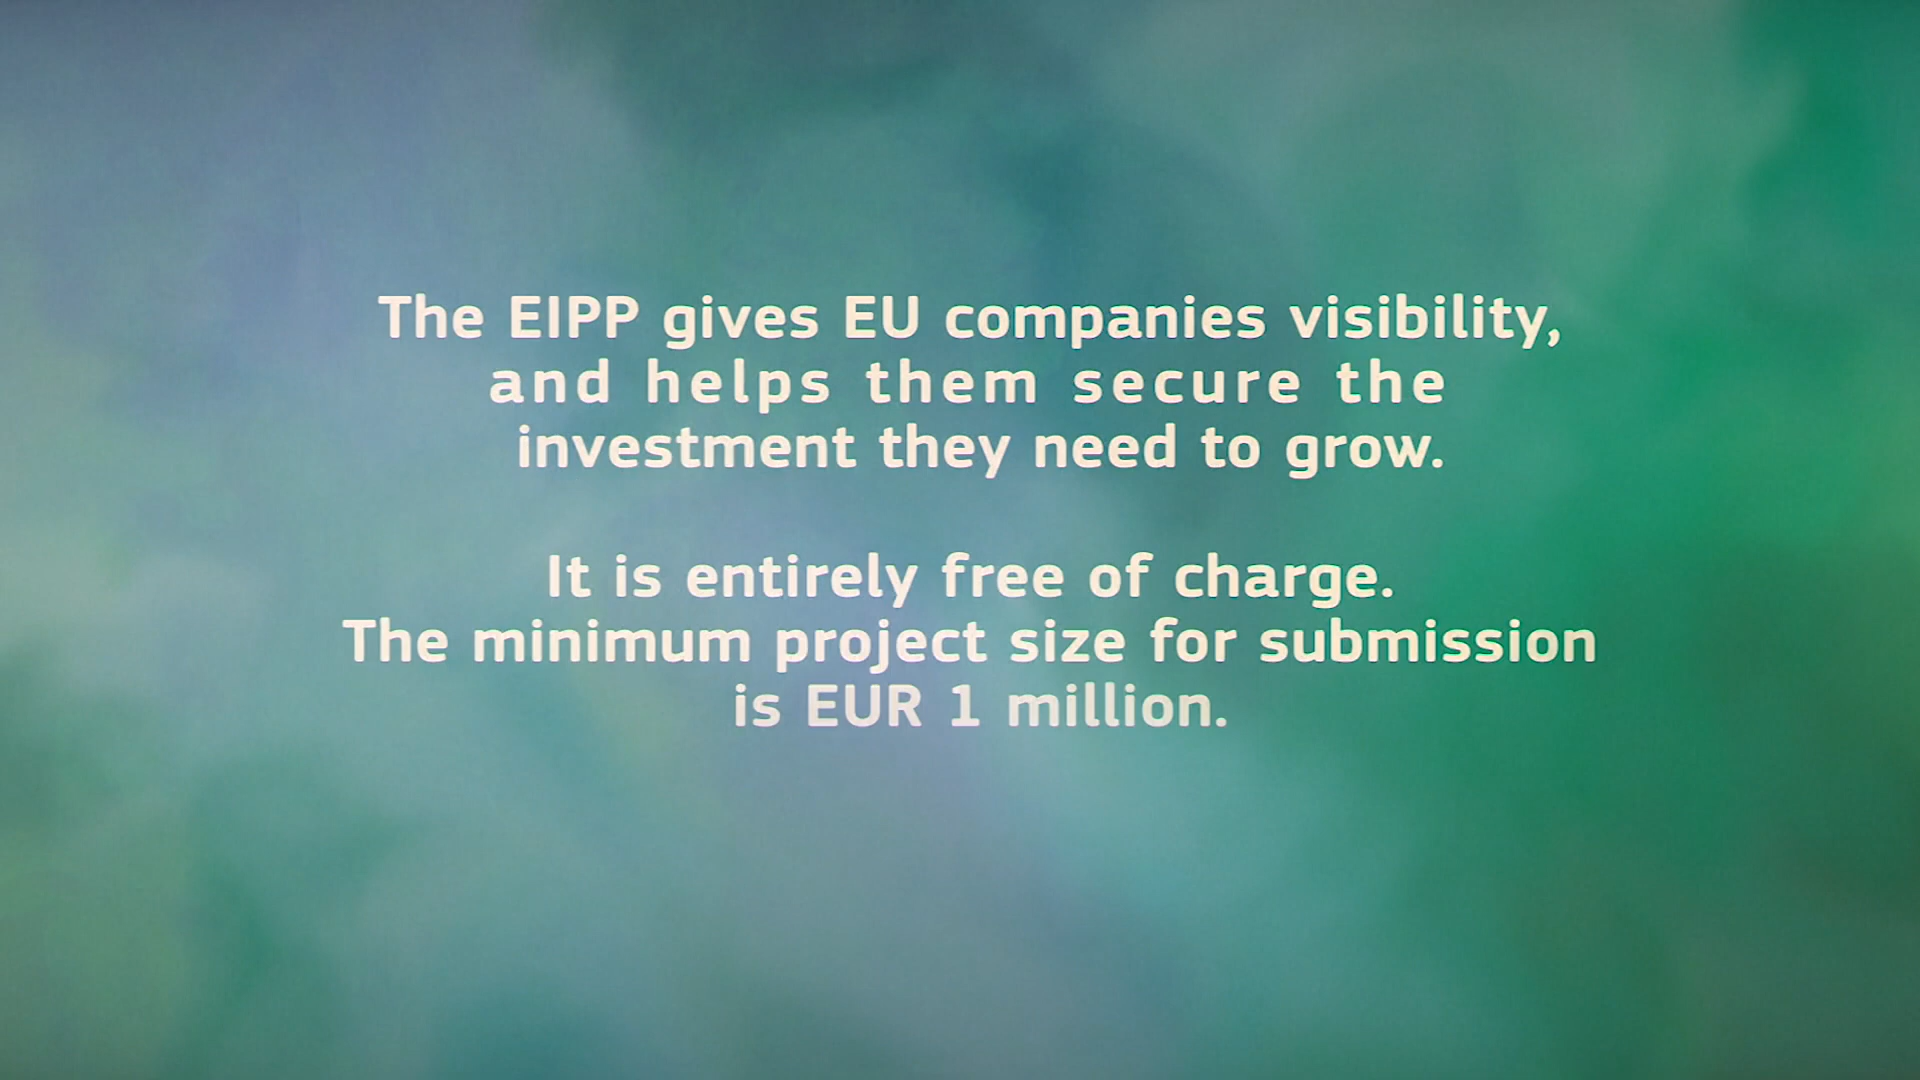 The EIPP gives EU companies visibility,
and helps them secure the
investment they need to grow.
It is entirely free of charge.
The minimum project size for submission
is EUR 1 million.